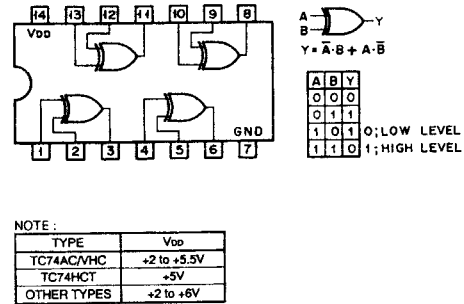 14 13 12 11 10 9 8
VDD
GND
1 2 3 4 5 6 7
A
B
Y
Y = A̅·B + A·B̅
A B Y
0 0 0
0 1 1
1 0 1 0;LOW LEVEL
1 1 0 1;HIGH LEVEL
NOTE :
TYPE VDD
TC74AC/VHC +2 to +5.5V
TC74HCT +5V
OTHER TYPES +2 to +6V